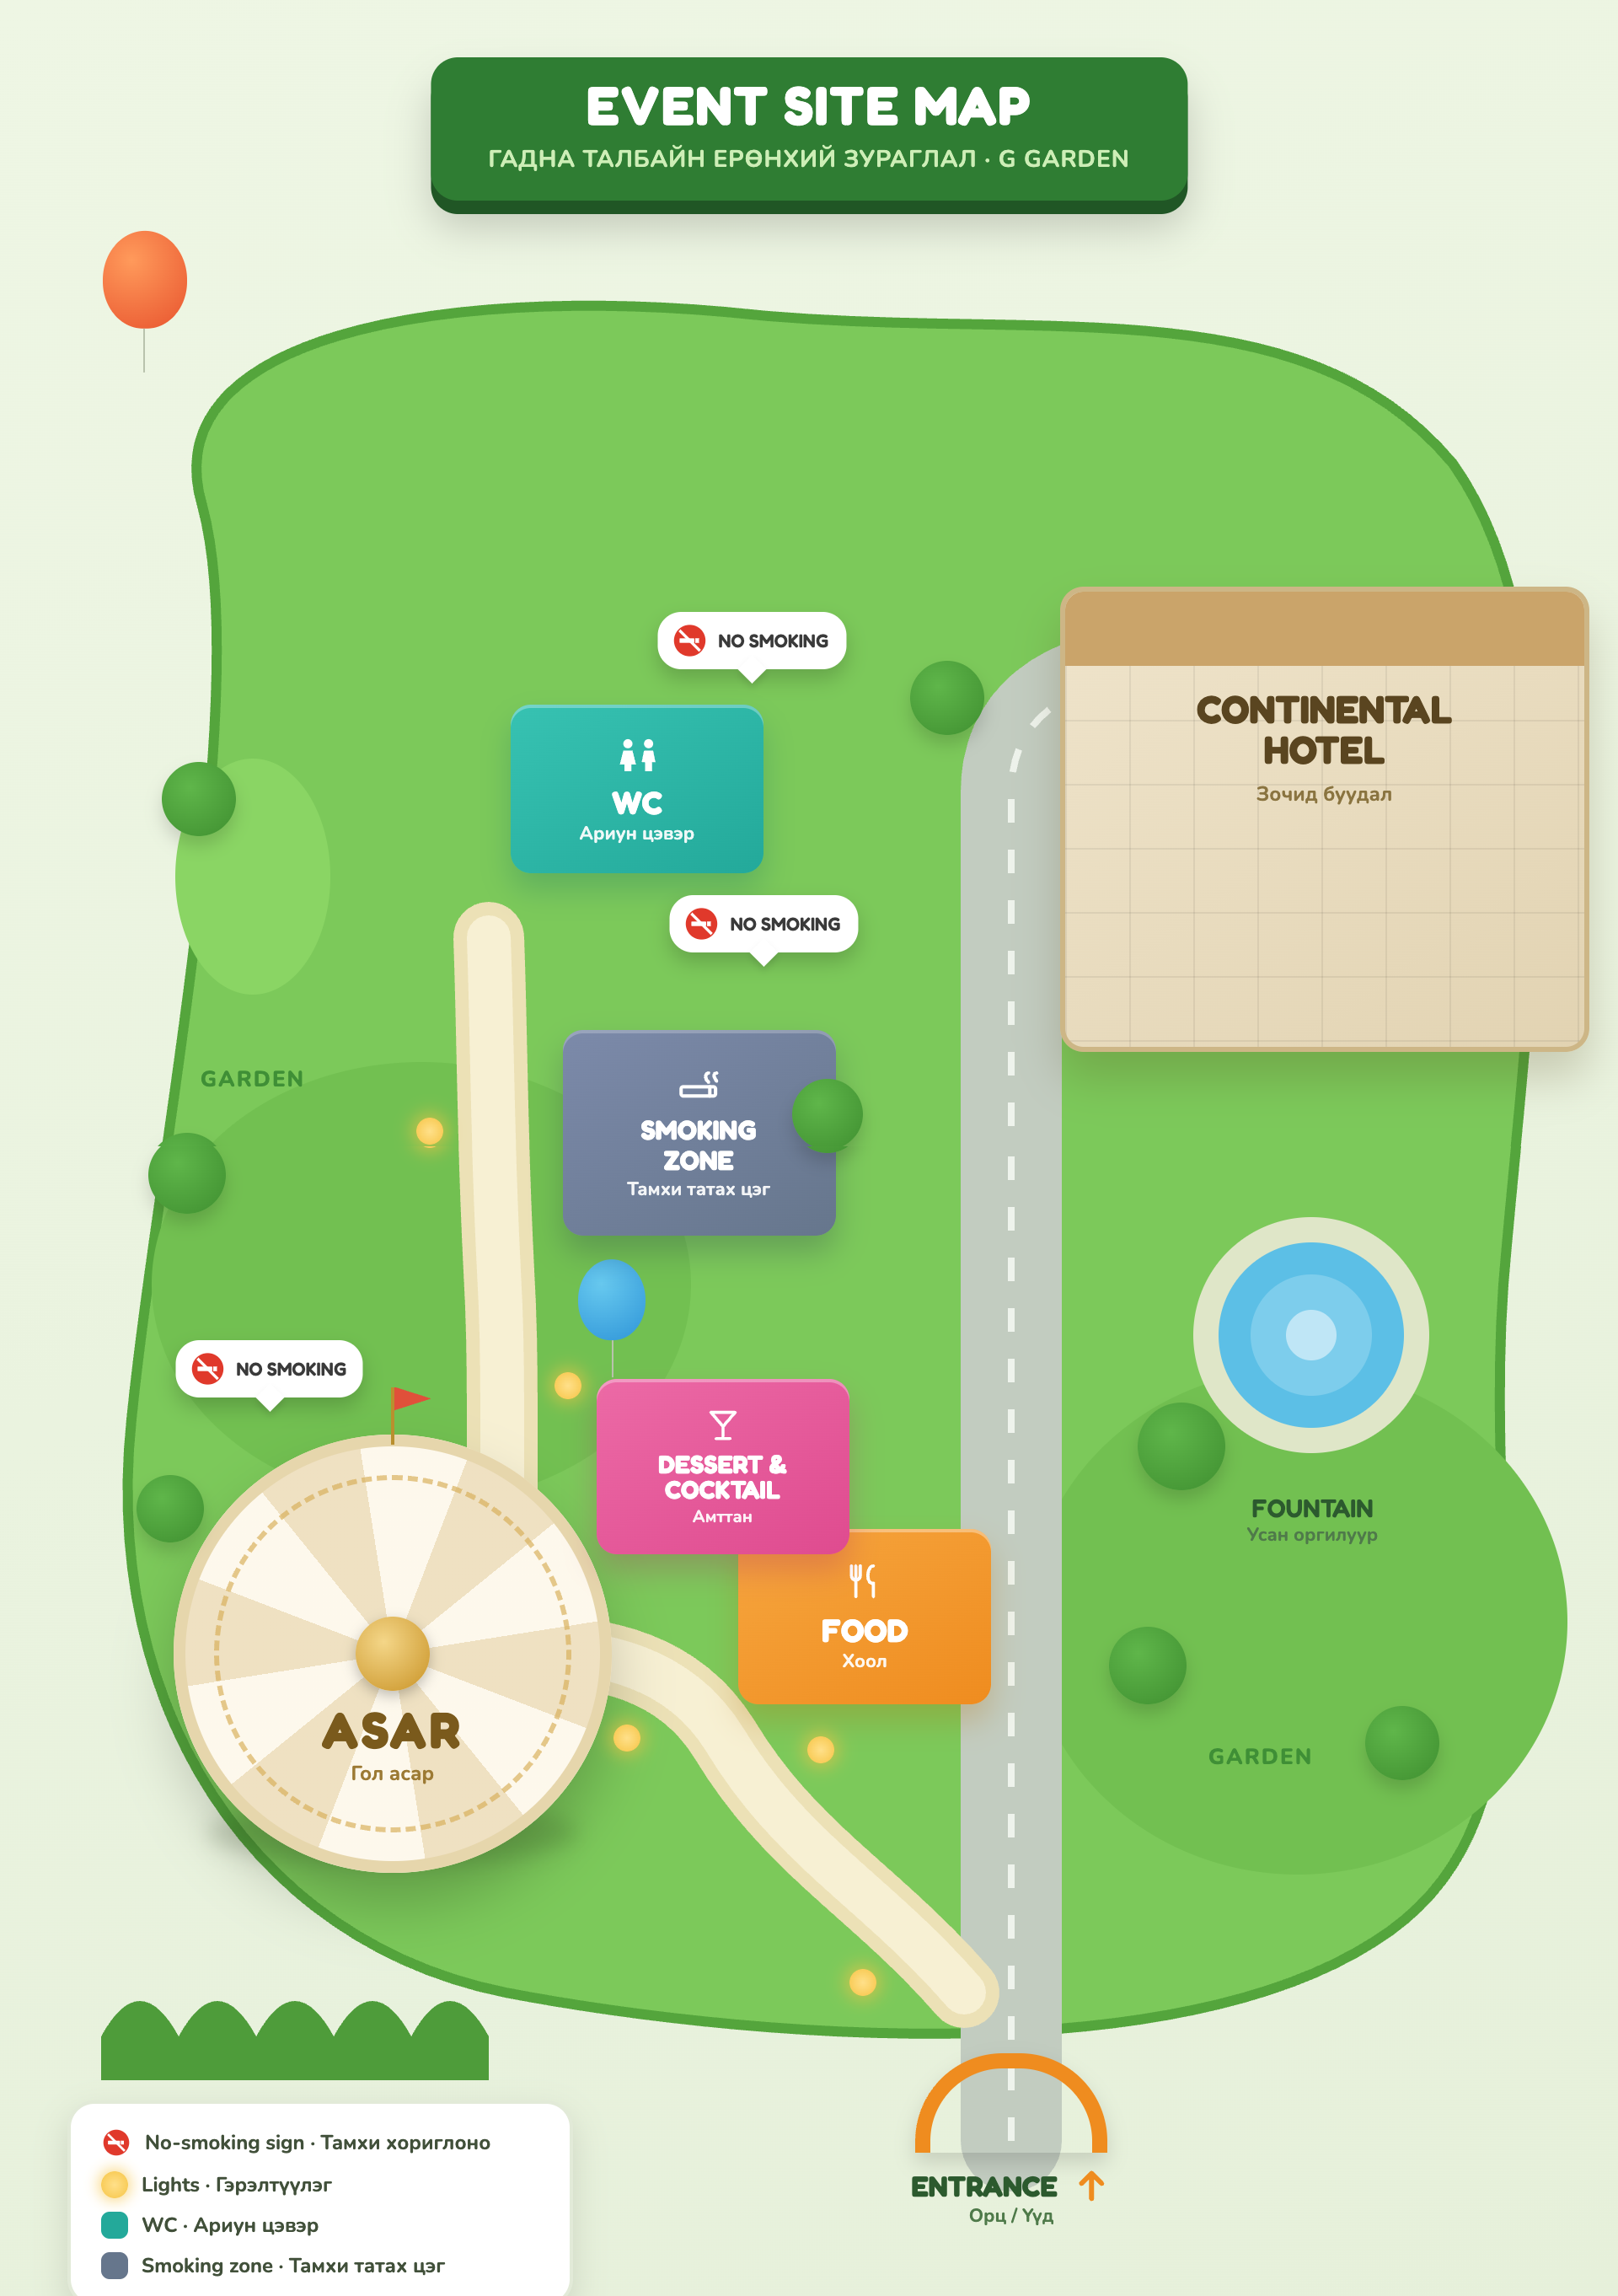 EVENT SITE MAP
ГАДНА ТАЛБАЙН ЕРӨНХИЙ ЗУРАГЛАЛ · G GARDEN
NO SMOKING
CONTINENTAL
HOTEL
Зочид буудал
WC
Ариун цэвэр
NO SMOKING
GARDEN
SMOKING
ZONE
Тамхи татах цэг
NO SMOKING
DESSERT &
COCKTAIL
Амттан
FOUNTAIN
Усан оргилуур
FOOD
Хоол
ASAR
Гол асар
GARDEN
No-smoking sign · Тамхи хориглоно
Lights · Гэрэлтүүлэг
WC · Ариун цэвэр
Smoking zone · Тамхи татах цэг
ENTRANCE
Орц / Үүд